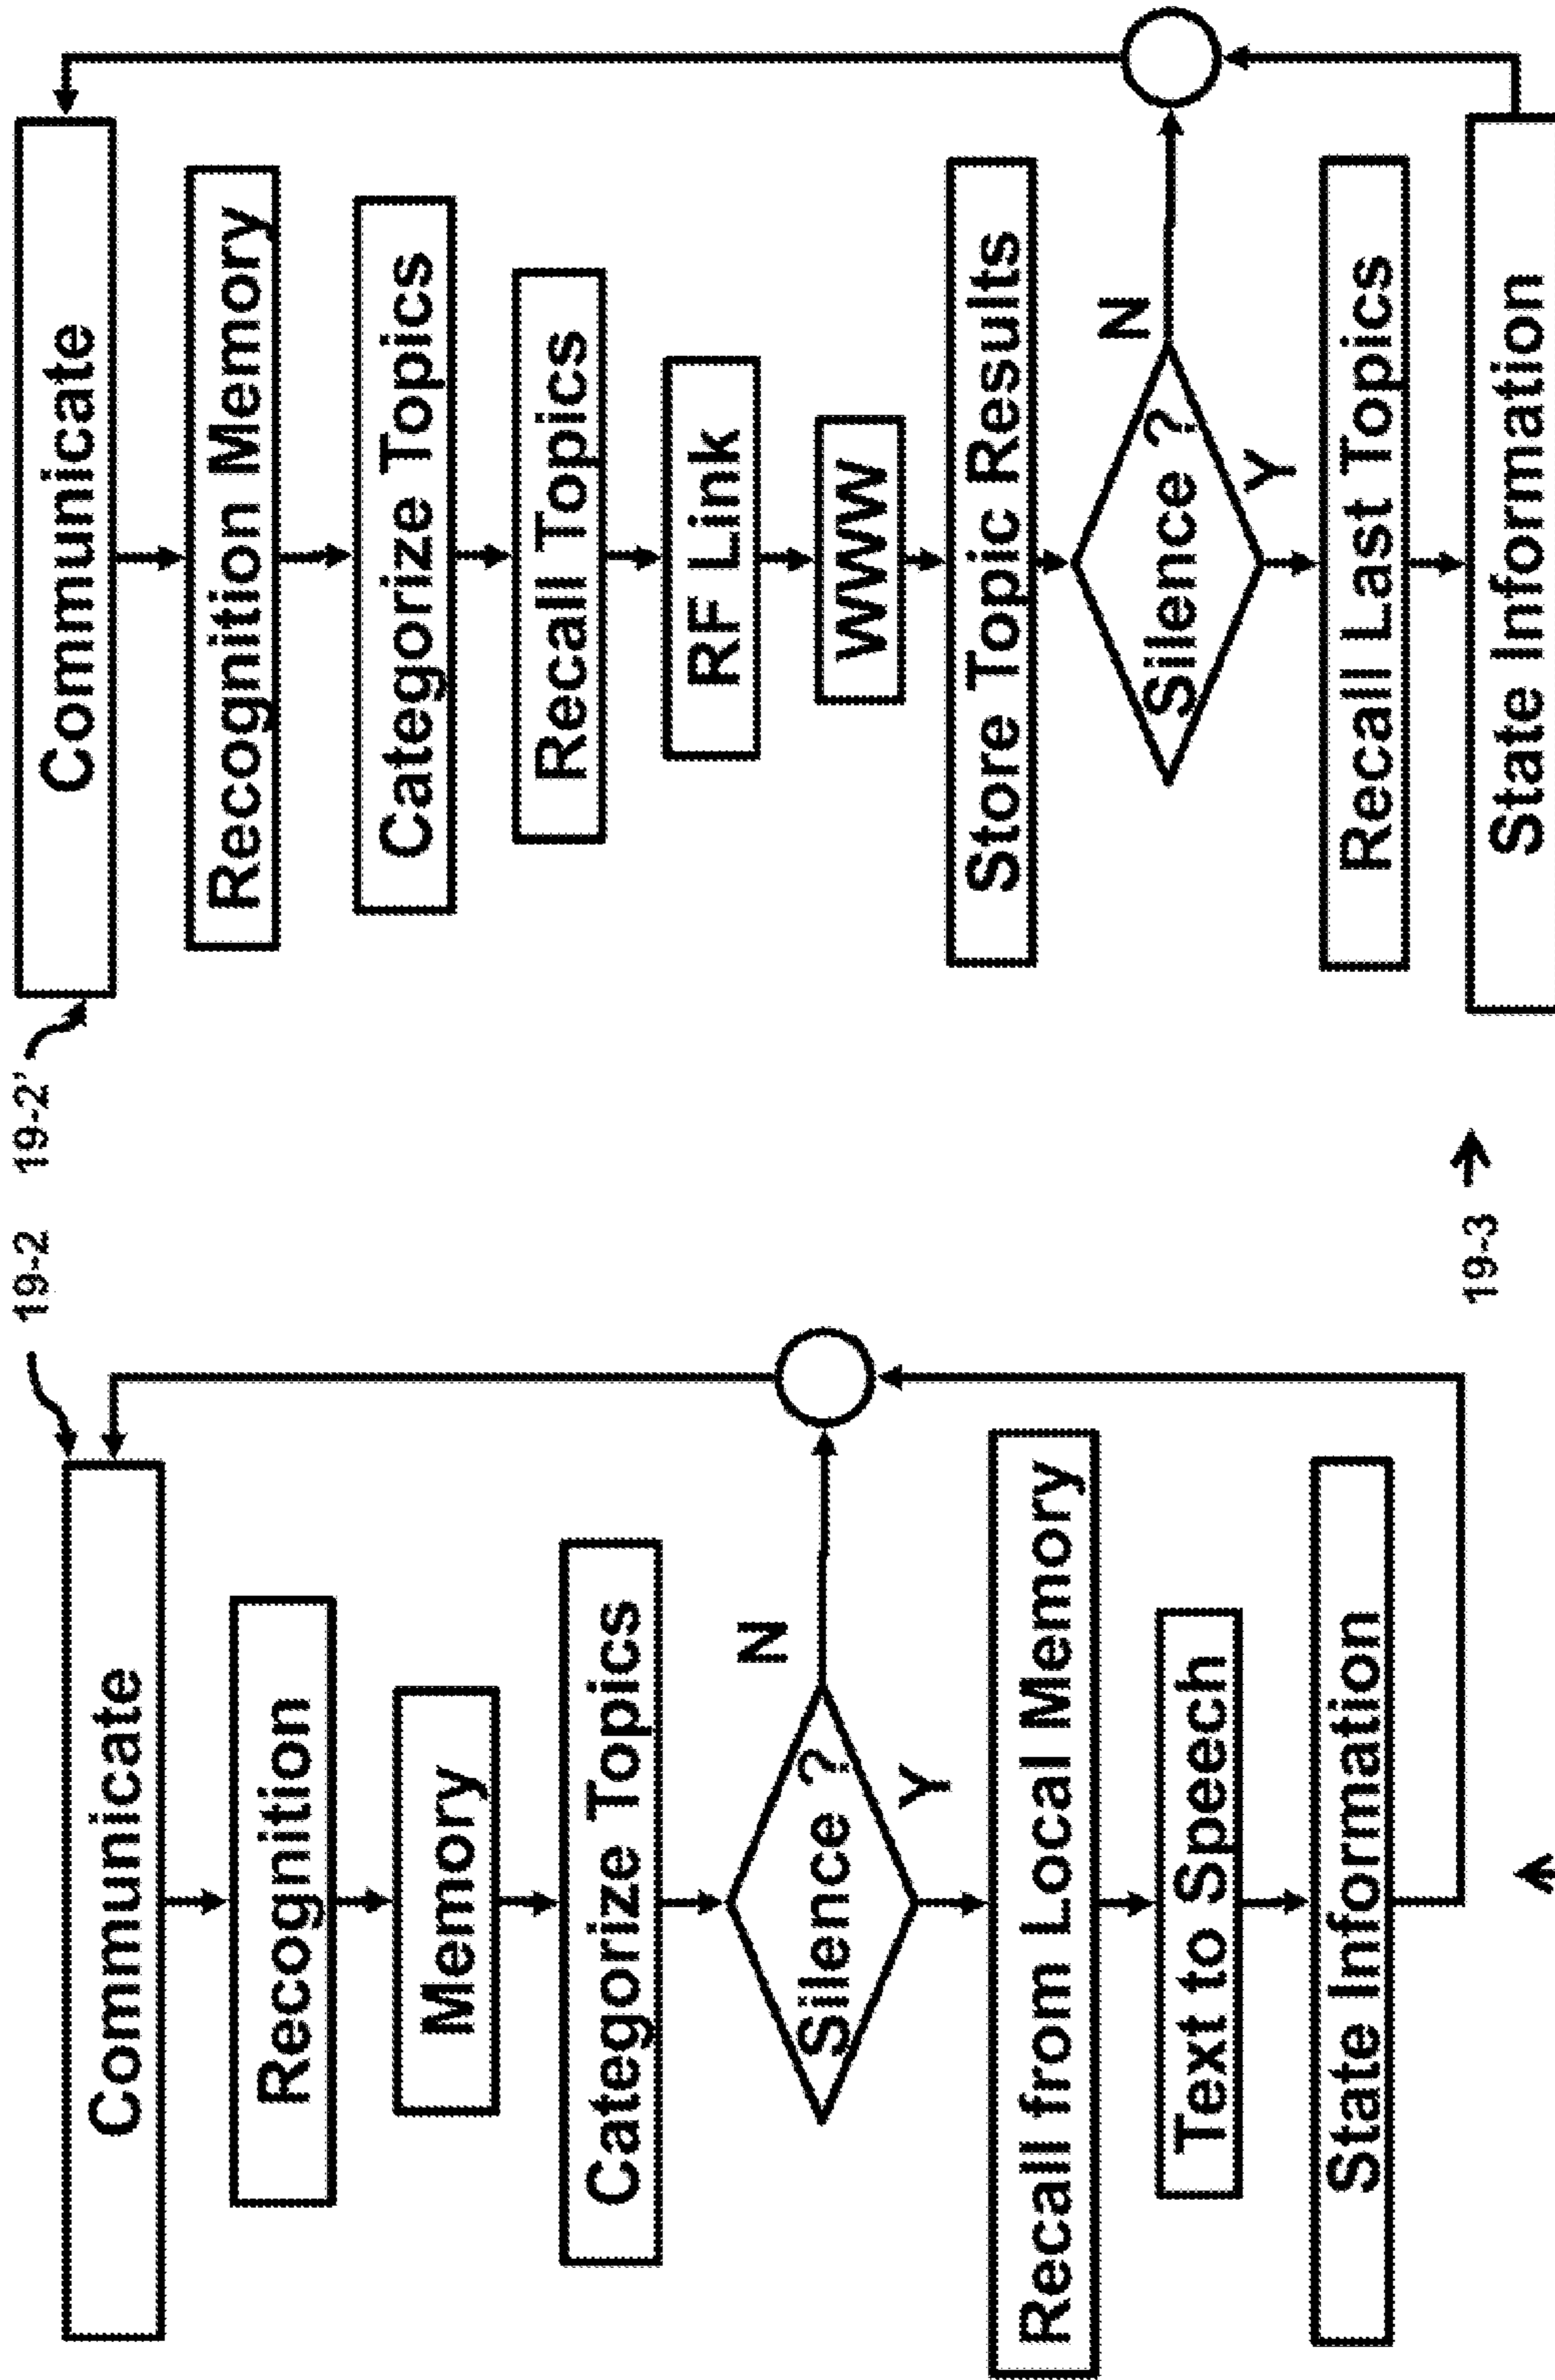 19-2
Communicate
Recognition
Memory
Categorize Topics
Silence ?
N
Y
Recall from Local Memory
Text to Speech
State Information
19-2'
Communicate
Recognition Memory
Categorize Topics
Recall Topics
RF Link
WWW
Store Topic Results
Silence ?
N
Y
Recall Last Topics
State Information
19-3